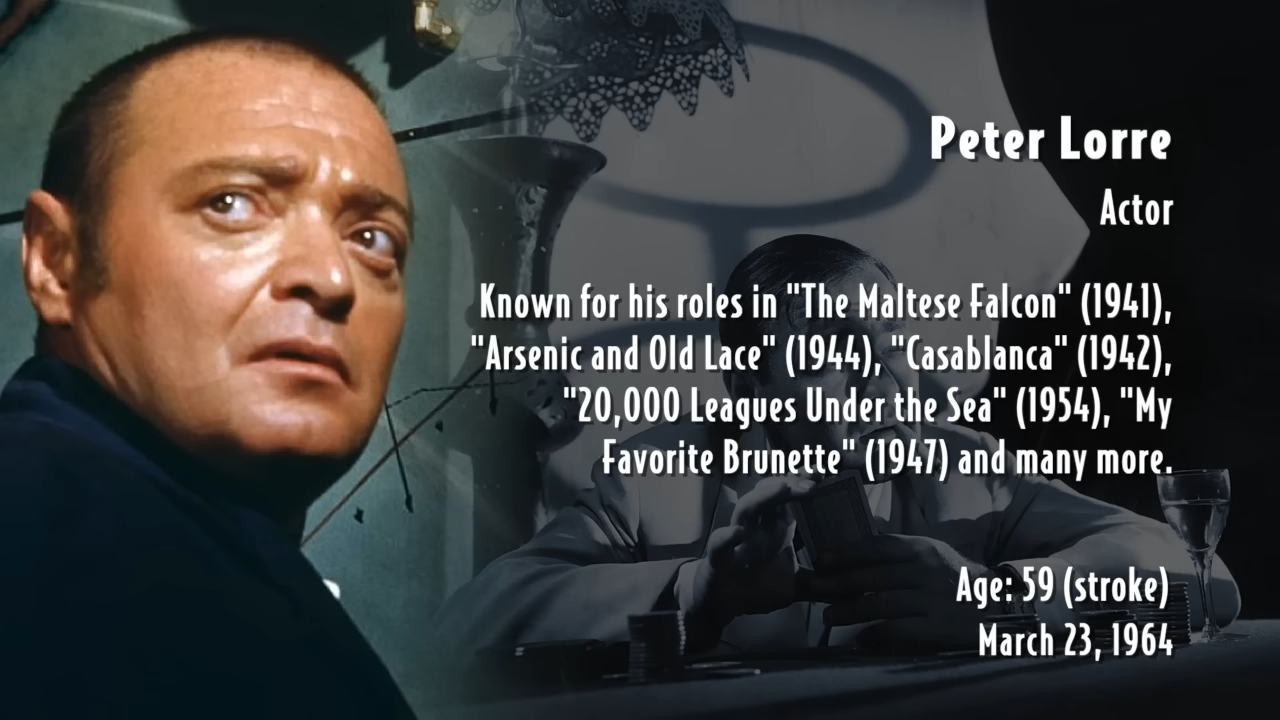 Peter Lorre
Actor
Known for his roles in "The Maltese Falcon" (1941),
"Arsenic and Old Lace" (1944), "Casablanca" (1942),
"20,000 Leagues Under the Sea" (1954), "My
Favorite Brunette" (1947) and many more.
Age: 59 (stroke)
March 23, 1964